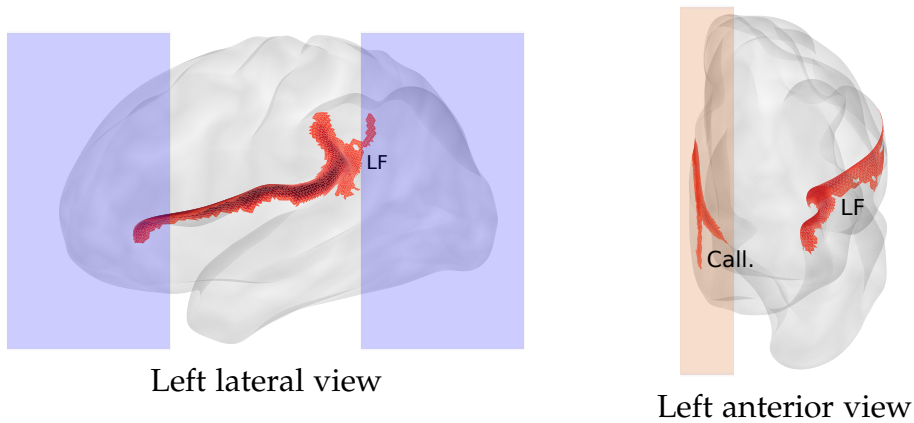 LF
LF
Call.
Left lateral view
Left anterior view